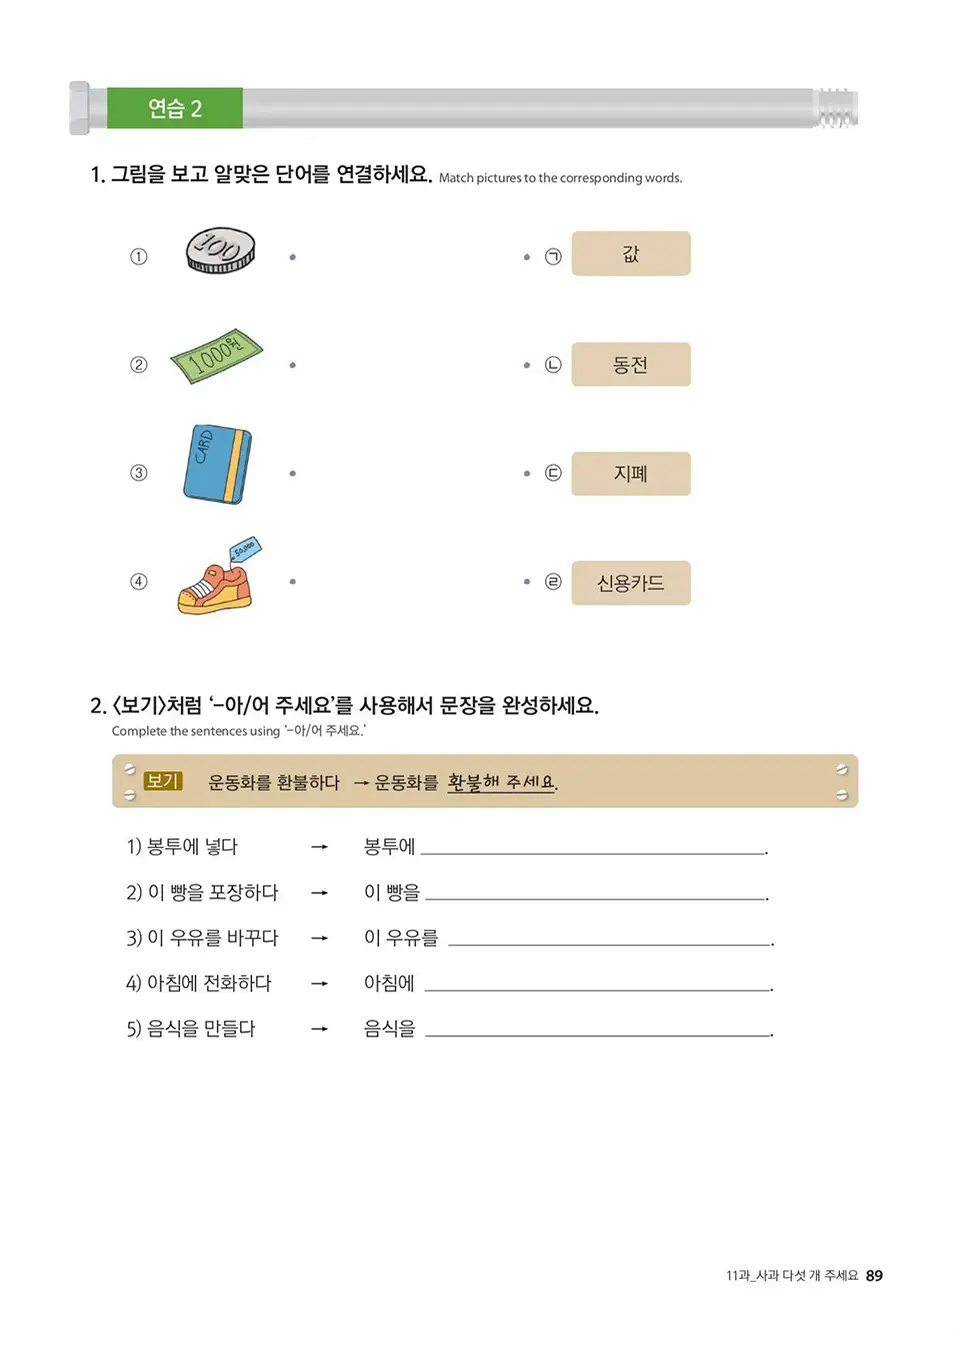 연습 2
1. 그림을 보고 알맞은 단어를 연결하세요. Match pictures to the corresponding words.
① 100 • • ㉠ 값
② 1000원 • • ㉡ 동전
③ CARD • • ㉢ 지폐
④ 50,000 • • ㉣ 신용카드
2. 〈보기〉처럼 ‘-아/어 주세요’를 사용해서 문장을 완성하세요.
Complete the sentences using ‘-아/어 주세요.’
보기 운동화를 환불하다 → 운동화를 환불해 주세요.
1) 봉투에 넣다 → 봉투에 ______.
2) 이 빵을 포장하다 → 이 빵을 ______.
3) 이 우유를 바꾸다 → 이 우유를 ______.
4) 아침에 전화하다 → 아침에 ______.
5) 음식을 만들다 → 음식을 ______.
11과_사과 다섯 개 주세요 89